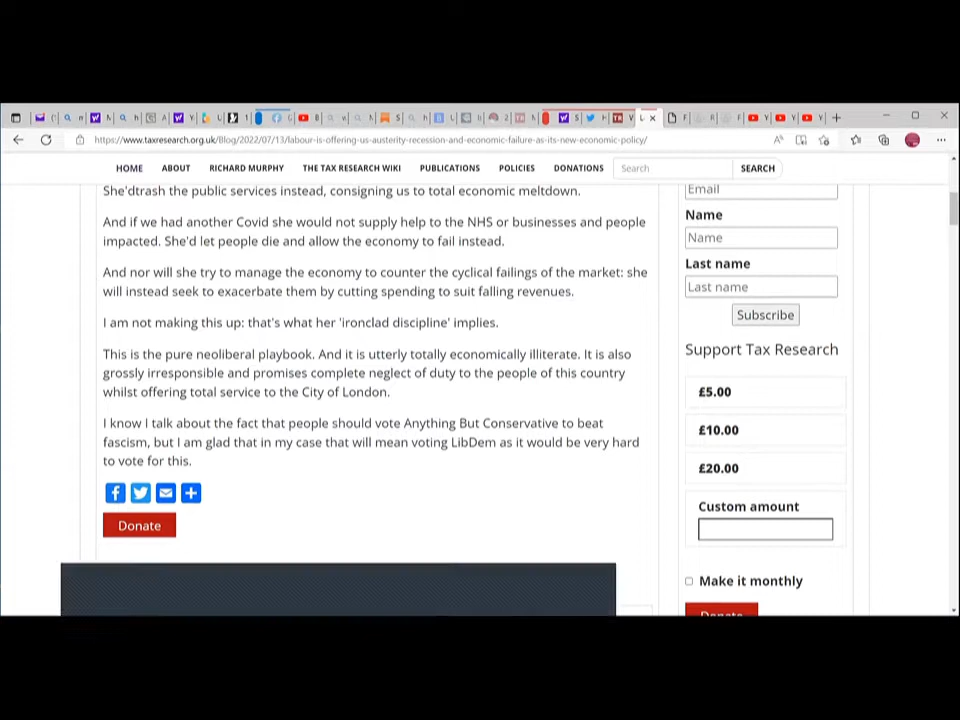 https://www.taxresearch.org.uk/Blog/2022/07/13/labour-is-offering-us-austerity-recession-and-economic-failure-as-its-new-economic-policy/
HOME ABOUT RICHARD MURPHY THE TAX RESEARCH WIKI PUBLICATIONS POLICIES DONATIONS Search SEARCH
She'dtrash the public services instead, consigning us to total economic meltdown.
And if we had another Covid she would not supply help to the NHS or businesses and people
impacted. She'd let people die and allow the economy to fail instead.
And nor will she try to manage the economy to counter the cyclical failings of the market: she
will instead seek to exacerbate them by cutting spending to suit falling revenues.
I am not making this up: that's what her 'ironclad discipline' implies.
This is the pure neoliberal playbook. And it is utterly totally economically illiterate. It is also
grossly irresponsible and promises complete neglect of duty to the people of this country
whilst offering total service to the City of London.
I know I talk about the fact that people should vote Anything But Conservative to beat
fascism, but I am glad that in my case that will mean voting LibDem as it would be very hard
to vote for this.
Donate
Email
Name
Name
Last name
Last name
Subscribe
Support Tax Research
£5.00
£10.00
£20.00
Custom amount
Make it monthly
Donate